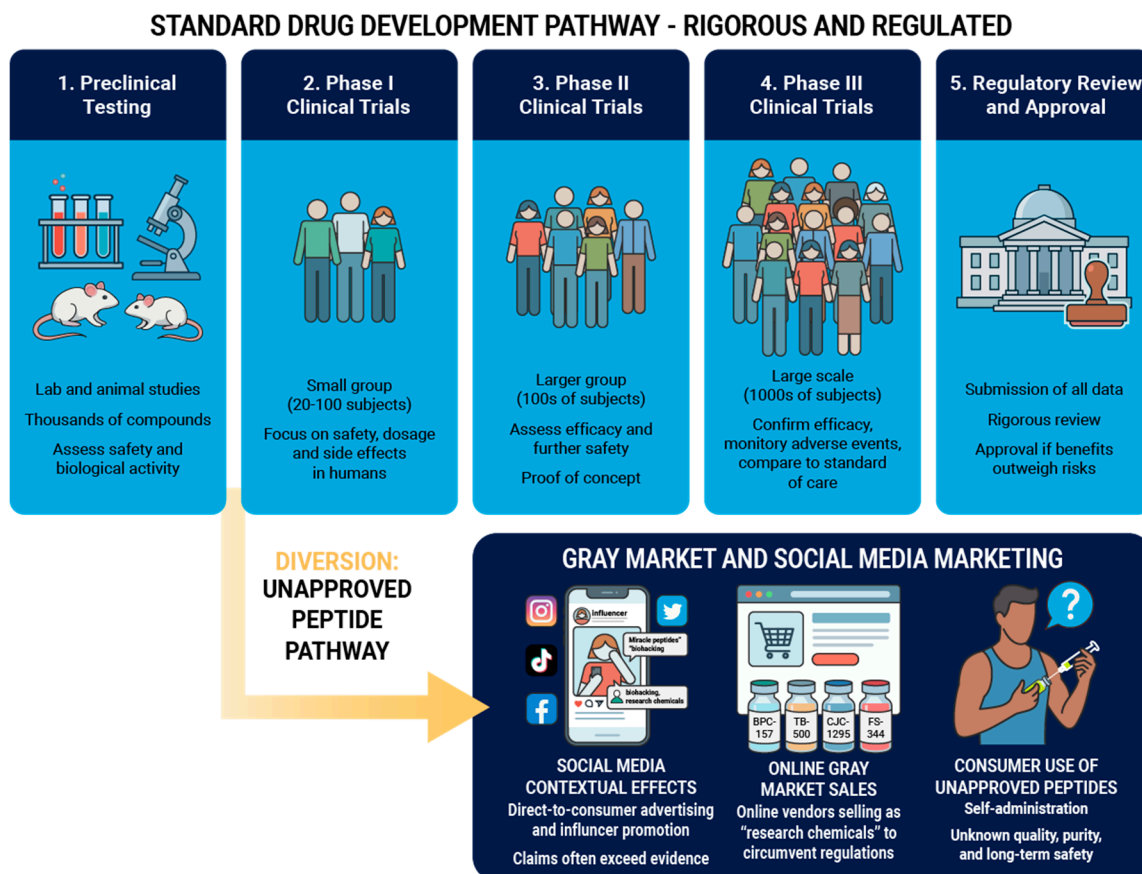 STANDARD DRUG DEVELOPMENT PATHWAY - RIGOROUS AND REGULATED
1. Preclinical
Testing
Lab and animal studies
Thousands of compounds
Assess safety and
biological activity
2. Phase I
Clinical Trials
Small group
(20-100 subjects)
Focus on safety, dosage
and side effects
in humans
3. Phase II
Clinical Trials
Larger group
(100s of subjects)
Assess efficacy and
further safety
Proof of concept
4. Phase III
Clinical Trials
Large scale
(1000s of subjects)
Confirm efficacy,
monitory adverse events,
compare to standard
of care
5. Regulatory Review
and Approval
Submission of all data
Rigorous review
Approval if benefits
outweigh risks
DIVERSION:
UNAPPROVED
PEPTIDE
PATHWAY
GRAY MARKET AND SOCIAL MEDIA MARKETING
influencer
Miracle peptides"
"biohacking
biohacking,
research chemicals
SOCIAL MEDIA
CONTEXTUAL EFFECTS
Direct-to-consumer advertising
and influncer promotion
Claims often exceed evidence
BPC-
157
TB-
500
CJC-
1295
FS-
344
ONLINE GRAY
MARKET SALES
Online vendors selling as
"research chemicals" to
circumvent regulations
?
CONSUMER USE OF
UNAPPROVED PEPTIDES
Self-administration
Unknown quality, purity,
and long-term safety